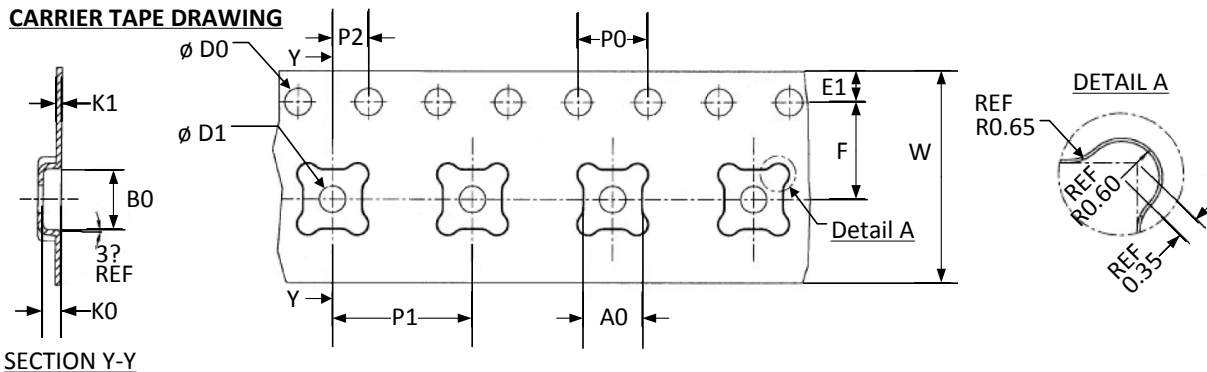 CARRIER TAPE DRAWING
P2
Y
P0
ø D0
E1
DETAIL A
K1
REF
R0.65
ø D1
F
W
B0
REF
R0.60
Detail A
3?
REF
REF
0.35
Y
K0
P1
A0
SECTION Y-Y